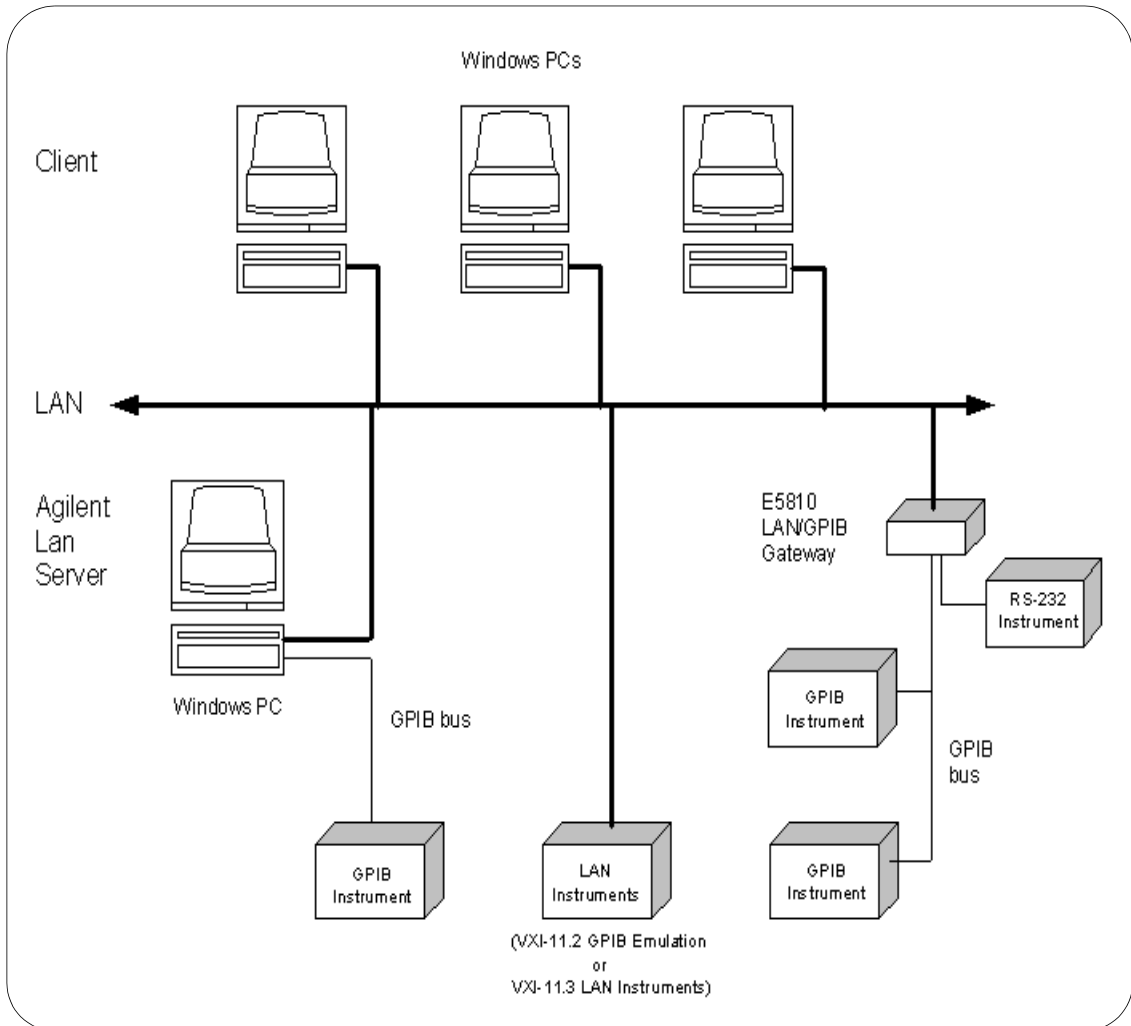 Windows PCs
Client
LAN
Agilent
Lan
Server
E5810
LAN/GPIB
Gateway
RS-232
Instrument
Windows PC
GPIB bus
GPIB
Instrument
GPIB
bus
GPIB
Instrument
LAN
Instruments
GPIB
Instrument
(VXI-11.2 GPIB Emulation
or
VXI-11.3 LAN Instruments)